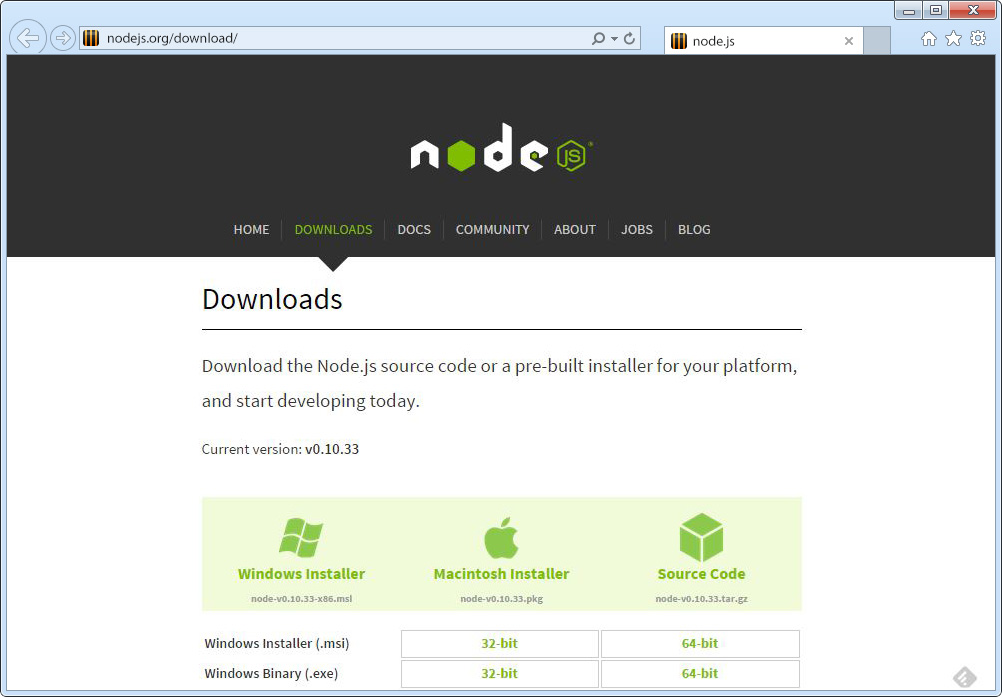 nodejs.org/download/
node.js
node JS
HOME
DOWNLOADS
DOCS
COMMUNITY
ABOUT
JOBS
BLOG
Downloads
Download the Node.js source code or a pre-built installer for your platform,
and start developing today.
Current version: v0.10.33
Windows Installer
Macintosh Installer
Source Code
node-v0.10.33-x86.msl
node-v0.10.33.pkg
node-v0.10.33.tar.gz
Windows Installer (.msi)
32-bit
64-bit
Windows Binary (.exe)
32-bit
64-bit